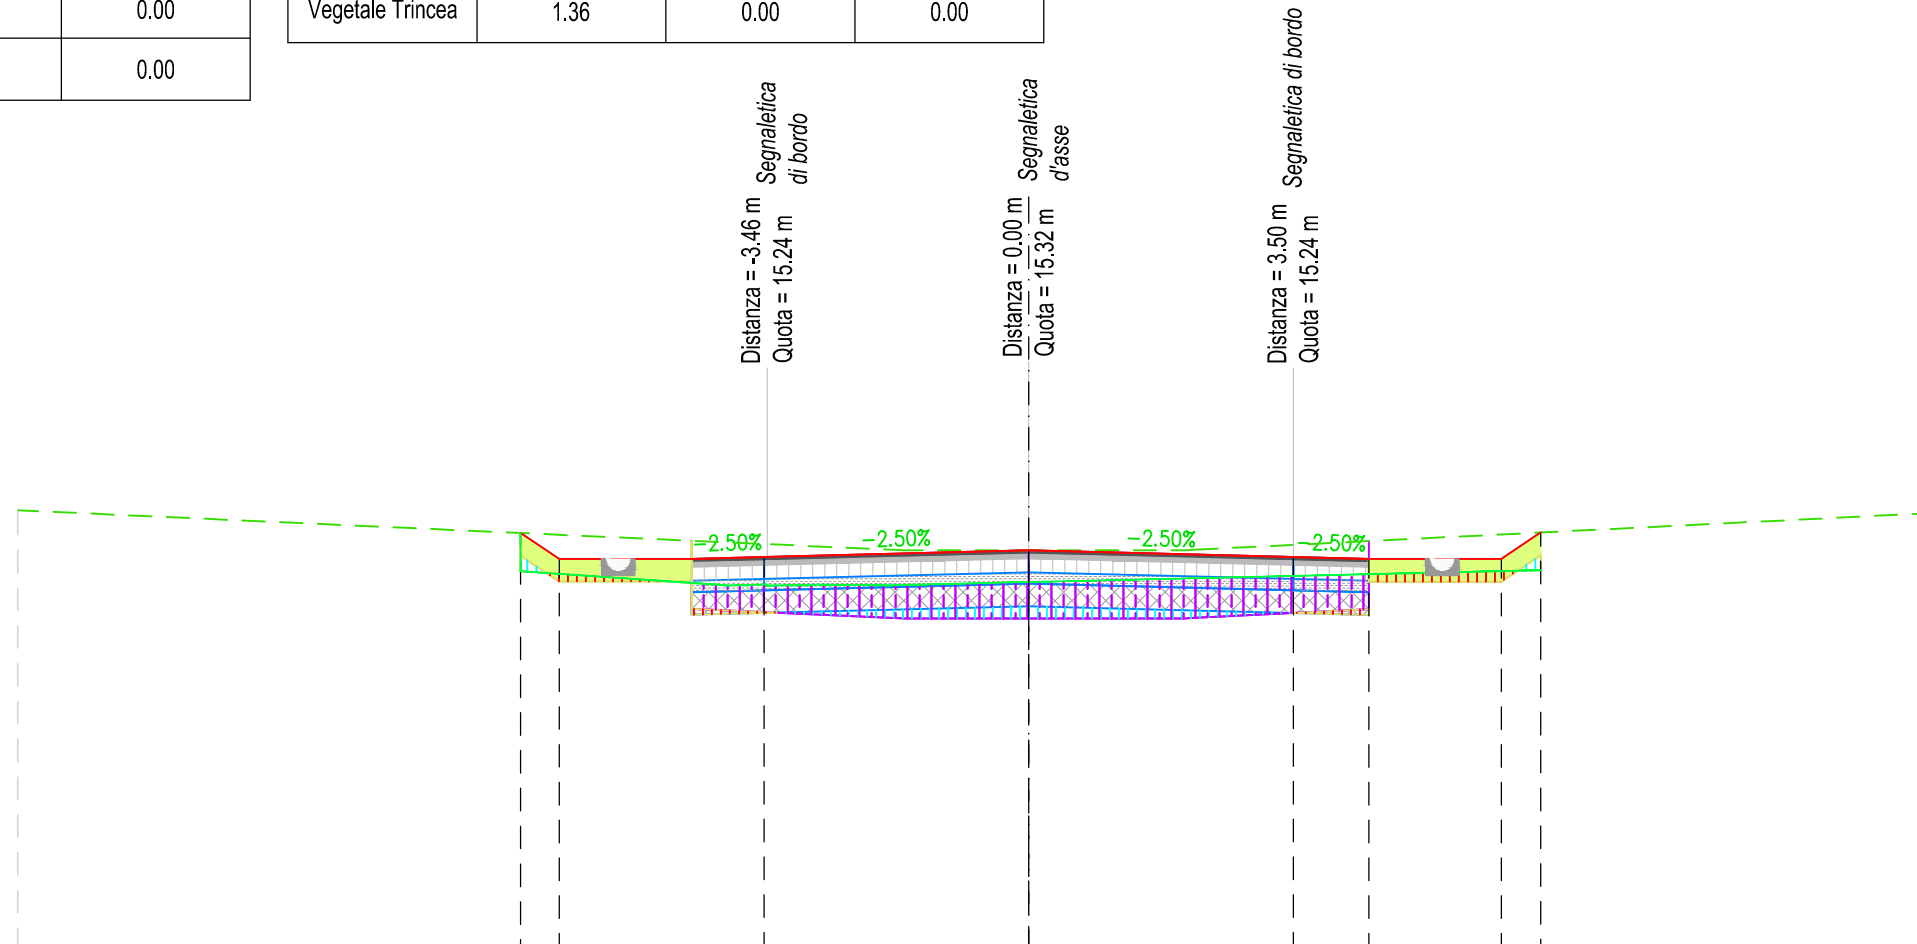 0.00
0.00
Vegetale Trincea 1.36 0.00 0.00
Distanza = -3.46 m
Quota = 15.24 m
Segnaletica
di bordo
Distanza = 0.00 m
Quota = 15.32 m
Segnaletica
d'asse
Distanza = 3.50 m
Quota = 15.24 m
Segnaletica di bordo
-2.50%
-2.50%
-2.50%
-2.50%